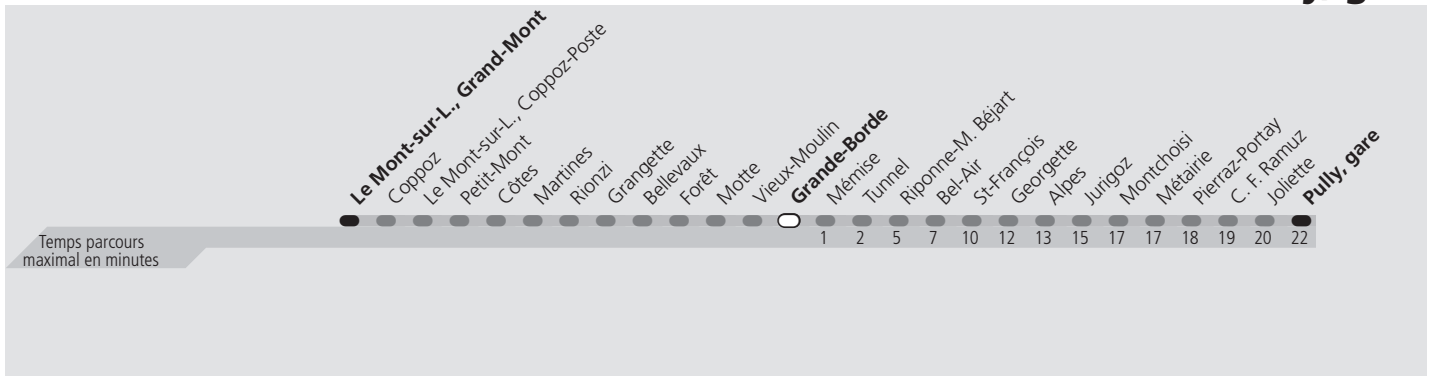 Le Mont-sur-L., Grand-Mont
Coppoz
Le Mont-sur-L., Coppoz-Poste
Petit-Mont
Côtes
Martines
Rionzi
Grangette
Bellevaux
Forêt
Motte
Vieux-Moulin
Grande-Borde
Mémise
Tunnel
Riponne-M. Béjart
Bel-Air
St-François
Georgette
Alpes
Jurigoz
Montchoisi
Métairie
Pierraz-Portay
C. F. Ramuz
Joliette
Pully, gare
Temps parcours
maximal en minutes
1 2 5 7 10 12 13 15 17 17 18 19 20 22